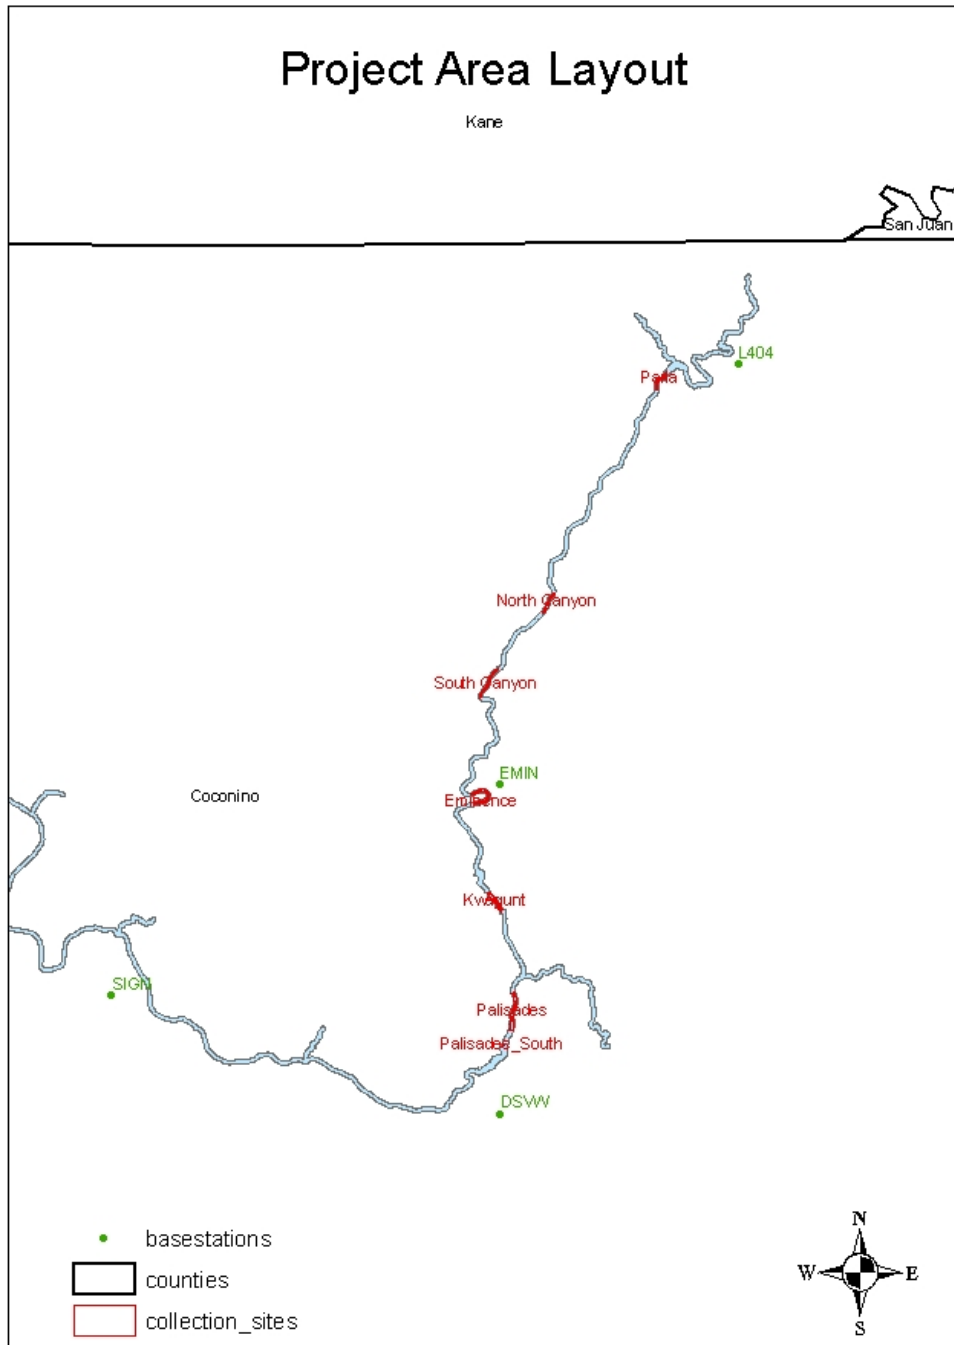 Project Area Layout
Kane
San Juan
L404
Paria
North Canyon
South Canyon
EMIN
Coconino
Eminence
Kwagunt
SIGN
Palisades
Palisades_South
DSVW
basestations
counties
collection_sites
N
W E
S